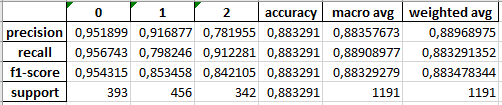 0 1 2 accuracy macro avg weighted avg
precision 0,951899 0,916877 0,781955 0,883291 0,88357673 0,88968975
recall 0,956743 0,798246 0,912281 0,883291 0,88908977 0,883291352
f1-score 0,954315 0,853458 0,842105 0,883291 0,88329279 0,883478344
support 393 456 342 0,883291 1191 1191